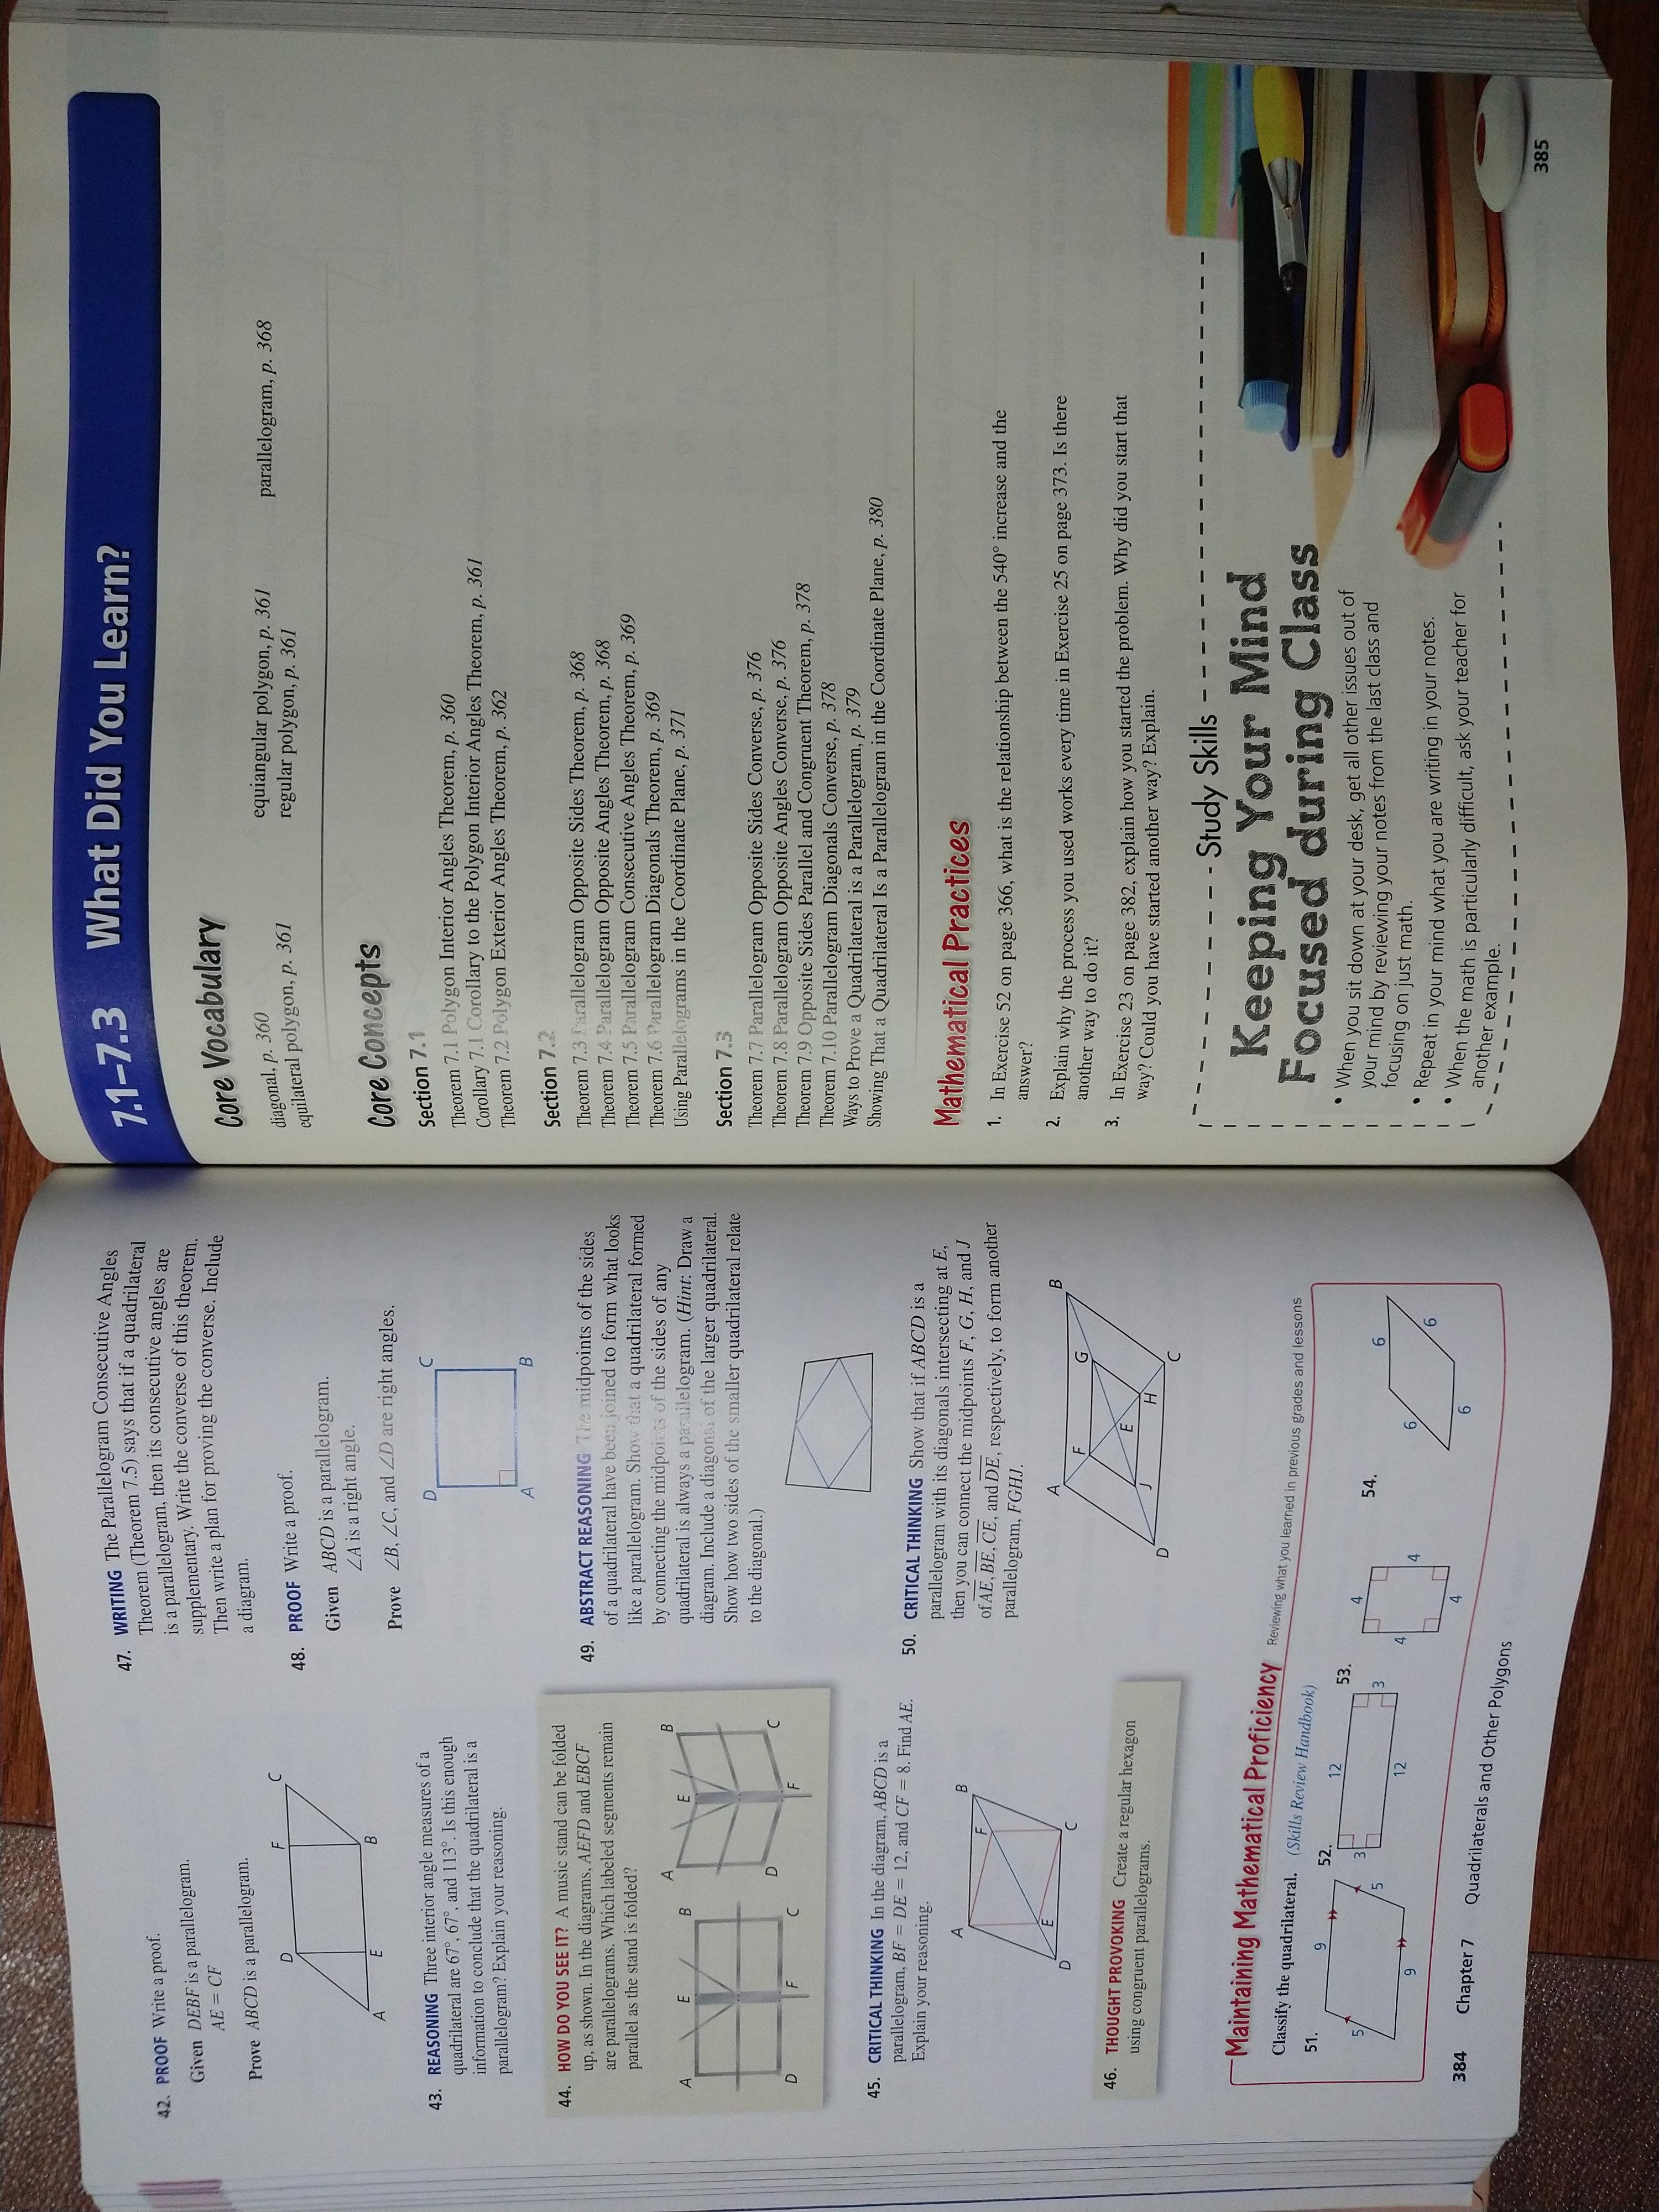 42. PROOF Write a proof.
Given DEBF is a parallelogram.
AE = CF
Prove ABCD is a parallelogram.
D F C
A E B
43. REASONING Three interior angle measures of a
quadrilateral are 67°, 67°, and 113°. Is this enough
information to conclude that the quadrilateral is a
parallelogram? Explain your reasoning.
44. HOW DO YOU SEE IT? A music stand can be folded
up, as shown. In the diagrams, AEFD and EBCF
are parallelograms. Which labeled segments remain
parallel as the stand is folded?
A E B A E B
D F C D F C
45. CRITICAL THINKING In the diagram, ABCD is a
parallelogram, BF = DE = 12, and CF = 8. Find AE.
Explain your reasoning.
A B
F
E
D C
46. THOUGHT PROVOKING Create a regular hexagon
using congruent parallelograms.
47. WRITING The Parallelogram Consecutive Angles
Theorem (Theorem 7.5) says that if a quadrilateral
is a parallelogram, then its consecutive angles are
supplementary. Write the converse of this theorem.
Then write a plan for proving the converse. Include
a diagram.
48. PROOF Write a proof.
Given ABCD is a parallelogram.
∠A is a right angle.
Prove ∠B, ∠C, and ∠D are right angles.
D C
A B
49. ABSTRACT REASONING The midpoints of the sides
of a quadrilateral have been joined to form what looks
like a parallelogram. Show that a quadrilateral formed
by connecting the midpoints of the sides of any
quadrilateral is always a parallelogram. (Hint: Draw a
diagram. Include a diagonal of the larger quadrilateral.
Show how two sides of the smaller quadrilateral relate
to the diagonal.)
50. CRITICAL THINKING Show that if ABCD is a
parallelogram with its diagonals intersecting at E,
then you can connect the midpoints F, G, H, and J
of AE, BE, CE, and DE, respectively, to form another
parallelogram, FGHJ.
A B
F G
E
J H
D C
Maintaining Mathematical Proficiency Reviewing what you learned in previous grades and lessons
Classify the quadrilateral. (Skills Review Handbook)
51. 9 5 5 9
52. 12 3 3 12
53. 4 4 4 4
54. 6 6 6 6
384 Chapter 7 Quadrilaterals and Other Polygons
7.1–7.3 What Did You Learn?
Core Vocabulary
diagonal, p. 360 equiangular polygon, p. 361 parallelogram, p. 368
equilateral polygon, p. 361 regular polygon, p. 361
Core Concepts
Section 7.1
Theorem 7.1 Polygon Interior Angles Theorem, p. 360
Corollary 7.1 Corollary to the Polygon Interior Angles Theorem, p. 361
Theorem 7.2 Polygon Exterior Angles Theorem, p. 362
Section 7.2
Theorem 7.3 Parallelogram Opposite Sides Theorem, p. 368
Theorem 7.4 Parallelogram Opposite Angles Theorem, p. 368
Theorem 7.5 Parallelogram Consecutive Angles Theorem, p. 369
Theorem 7.6 Parallelogram Diagonals Theorem, p. 369
Using Parallelograms in the Coordinate Plane, p. 371
Section 7.3
Theorem 7.7 Parallelogram Opposite Sides Converse, p. 376
Theorem 7.8 Parallelogram Opposite Angles Converse, p. 376
Theorem 7.9 Opposite Sides Parallel and Congruent Theorem, p. 378
Theorem 7.10 Parallelogram Diagonals Converse, p. 378
Ways to Prove a Quadrilateral is a Parallelogram, p. 379
Showing That a Quadrilateral Is a Parallelogram in the Coordinate Plane, p. 380
Mathematical Practices
1. In Exercise 52 on page 366, what is the relationship between the 540° increase and the
answer?
2. Explain why the process you used works every time in Exercise 25 on page 373. Is there
another way to do it?
3. In Exercise 23 on page 382, explain how you started the problem. Why did you start that
way? Could you have started another way? Explain.
Study Skills
Keeping Your Mind
Focused during Class
• When you sit down at your desk, get all other issues out of
your mind by reviewing your notes from the last class and
focusing on just math.
• Repeat in your mind what you are writing in your notes.
• When the math is particularly difficult, ask your teacher for
another example.
385